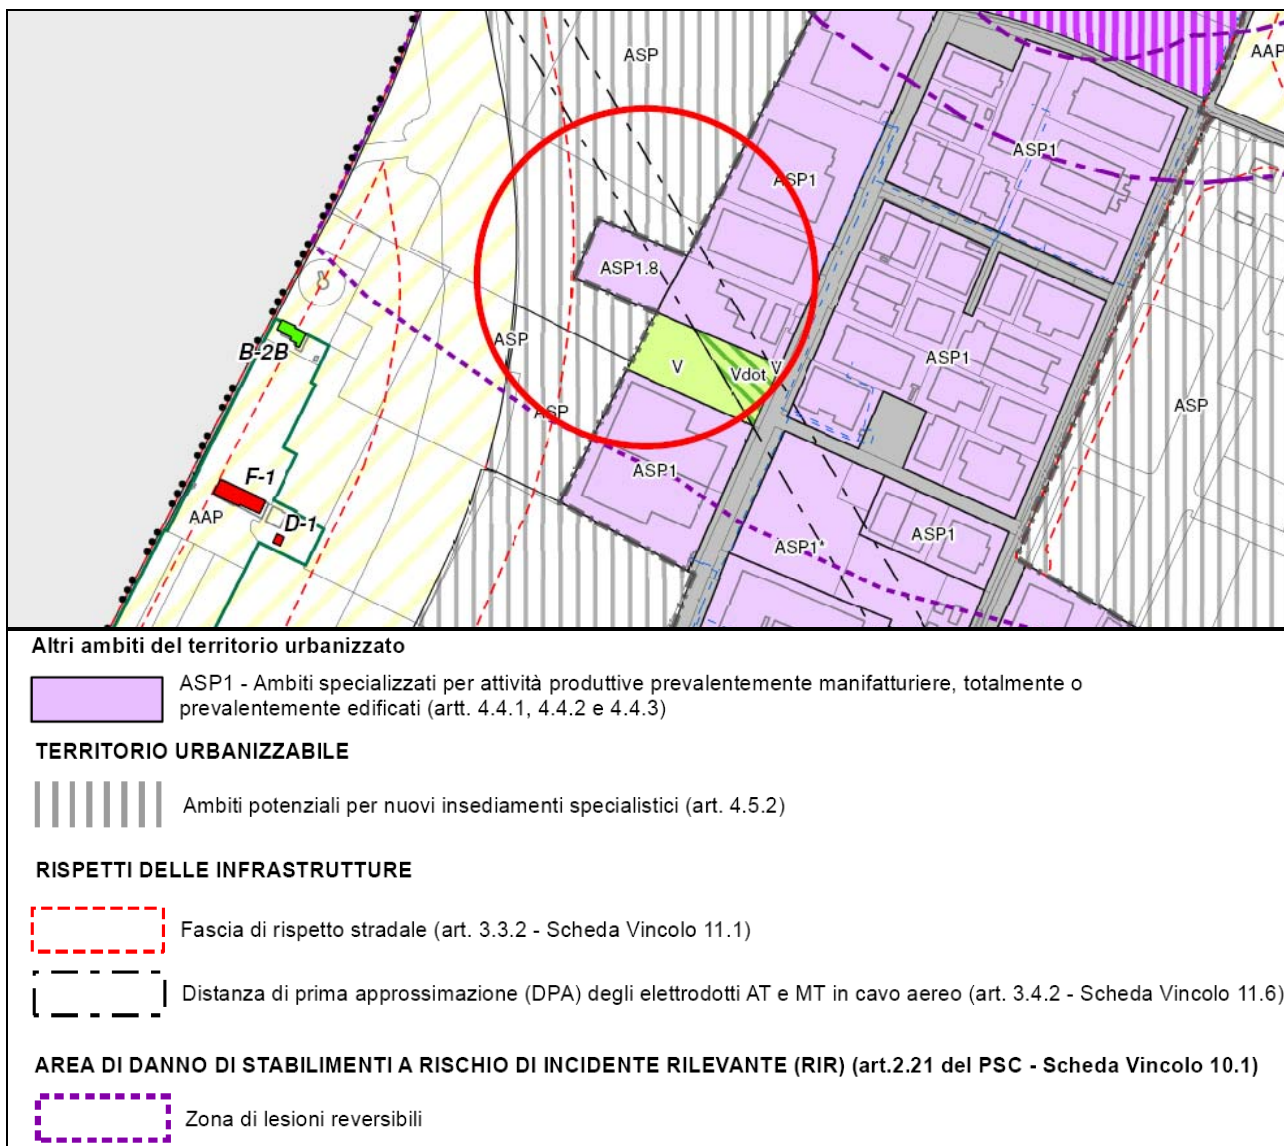 ASP
AAP
ASP1
ASP1
ASP1.8
B-2B
ASP
V
Vdot
V
ASP1
ASP
ASP
ASP1
F-1
AAP
D-1
ASP1
ASP1*
Altri ambiti del territorio urbanizzato
ASP1 - Ambiti specializzati per attività produttive prevalentemente manifatturiere, totalmente o
prevalentemente edificati (artt. 4.4.1, 4.4.2 e 4.4.3)
TERRITORIO URBANIZZABILE
Ambiti potenziali per nuovi insediamenti specialistici (art. 4.5.2)
RISPETTI DELLE INFRASTRUTTURE
Fascia di rispetto stradale (art. 3.3.2 - Scheda Vincolo 11.1)
Distanza di prima approssimazione (DPA) degli elettrodotti AT e MT in cavo aereo (art. 3.4.2 - Scheda Vincolo 11.6)
AREA DI DANNO DI STABILIMENTI A RISCHIO DI INCIDENTE RILEVANTE (RIR) (art.2.21 del PSC - Scheda Vincolo 10.1)
Zona di lesioni reversibili